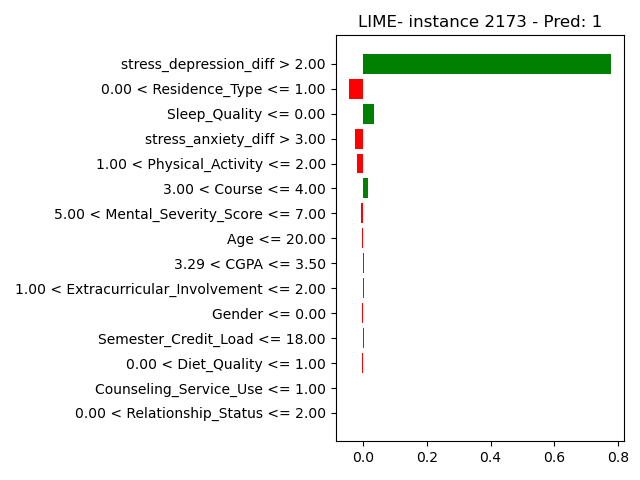 LIME- instance 2173 - Pred: 1
stress_depression_diff > 2.00
0.00 < Residence_Type <= 1.00
Sleep_Quality <= 0.00
stress_anxiety_diff > 3.00
1.00 < Physical_Activity <= 2.00
3.00 < Course <= 4.00
5.00 < Mental_Severity_Score <= 7.00
Age <= 20.00
3.29 < CGPA <= 3.50
1.00 < Extracurricular_Involvement <= 2.00
Gender <= 0.00
Semester_Credit_Load <= 18.00
0.00 < Diet_Quality <= 1.00
Counseling_Service_Use <= 1.00
0.00 < Relationship_Status <= 2.00
0.0 0.2 0.4 0.6 0.8